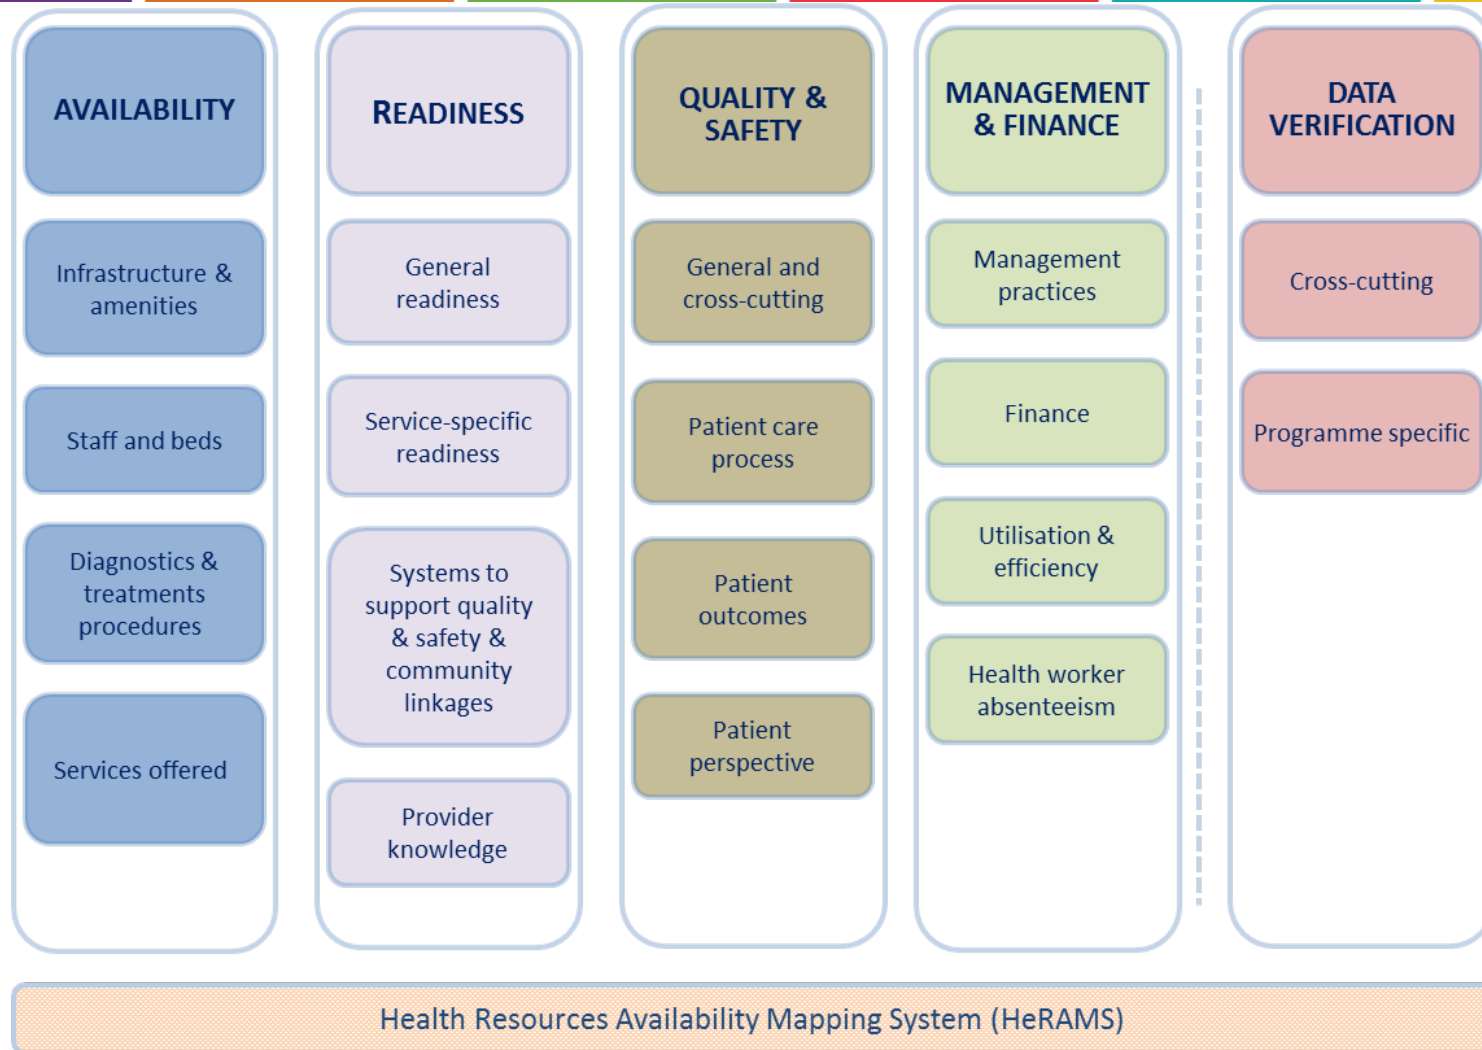 AVAILABILITY
Infrastructure &
amenities
Staff and beds
Diagnostics &
treatments
procedures
Services offered
READINESS
General
readiness
Service-specific
readiness
Systems to
support quality
& safety &
community
linkages
Provider
knowledge
QUALITY &
SAFETY
General and
cross-cutting
Patient care
process
Patient
outcomes
Patient
perspective
MANAGEMENT
& FINANCE
Management
practices
Finance
Utilisation &
efficiency
Health worker
absenteeism
DATA
VERIFICATION
Cross-cutting
Programme specific
Health Resources Availability Mapping System (HeRAMS)